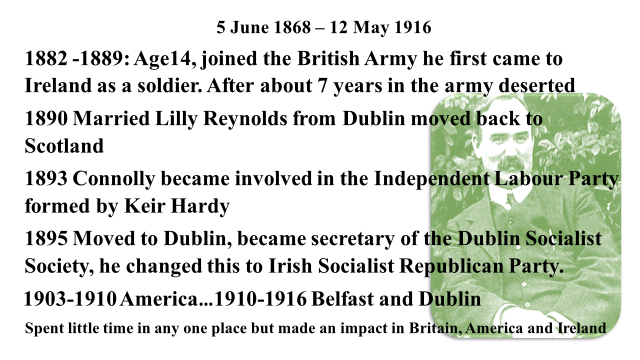 5 June 1868 – 12 May 1916
1882 -1889: Age14, joined the British Army he first came to
Ireland as a soldier. After about 7 years in the army deserted
1890 Married Lilly Reynolds from Dublin moved back to
Scotland
1893 Connolly became involved in the Independent Labour Party
formed by Keir Hardy
1895 Moved to Dublin, became secretary of the Dublin Socialist
Society, he changed this to Irish Socialist Republican Party.
1903-1910 America...1910-1916 Belfast and Dublin
Spent little time in any one place but made an impact in Britain, America and Ireland